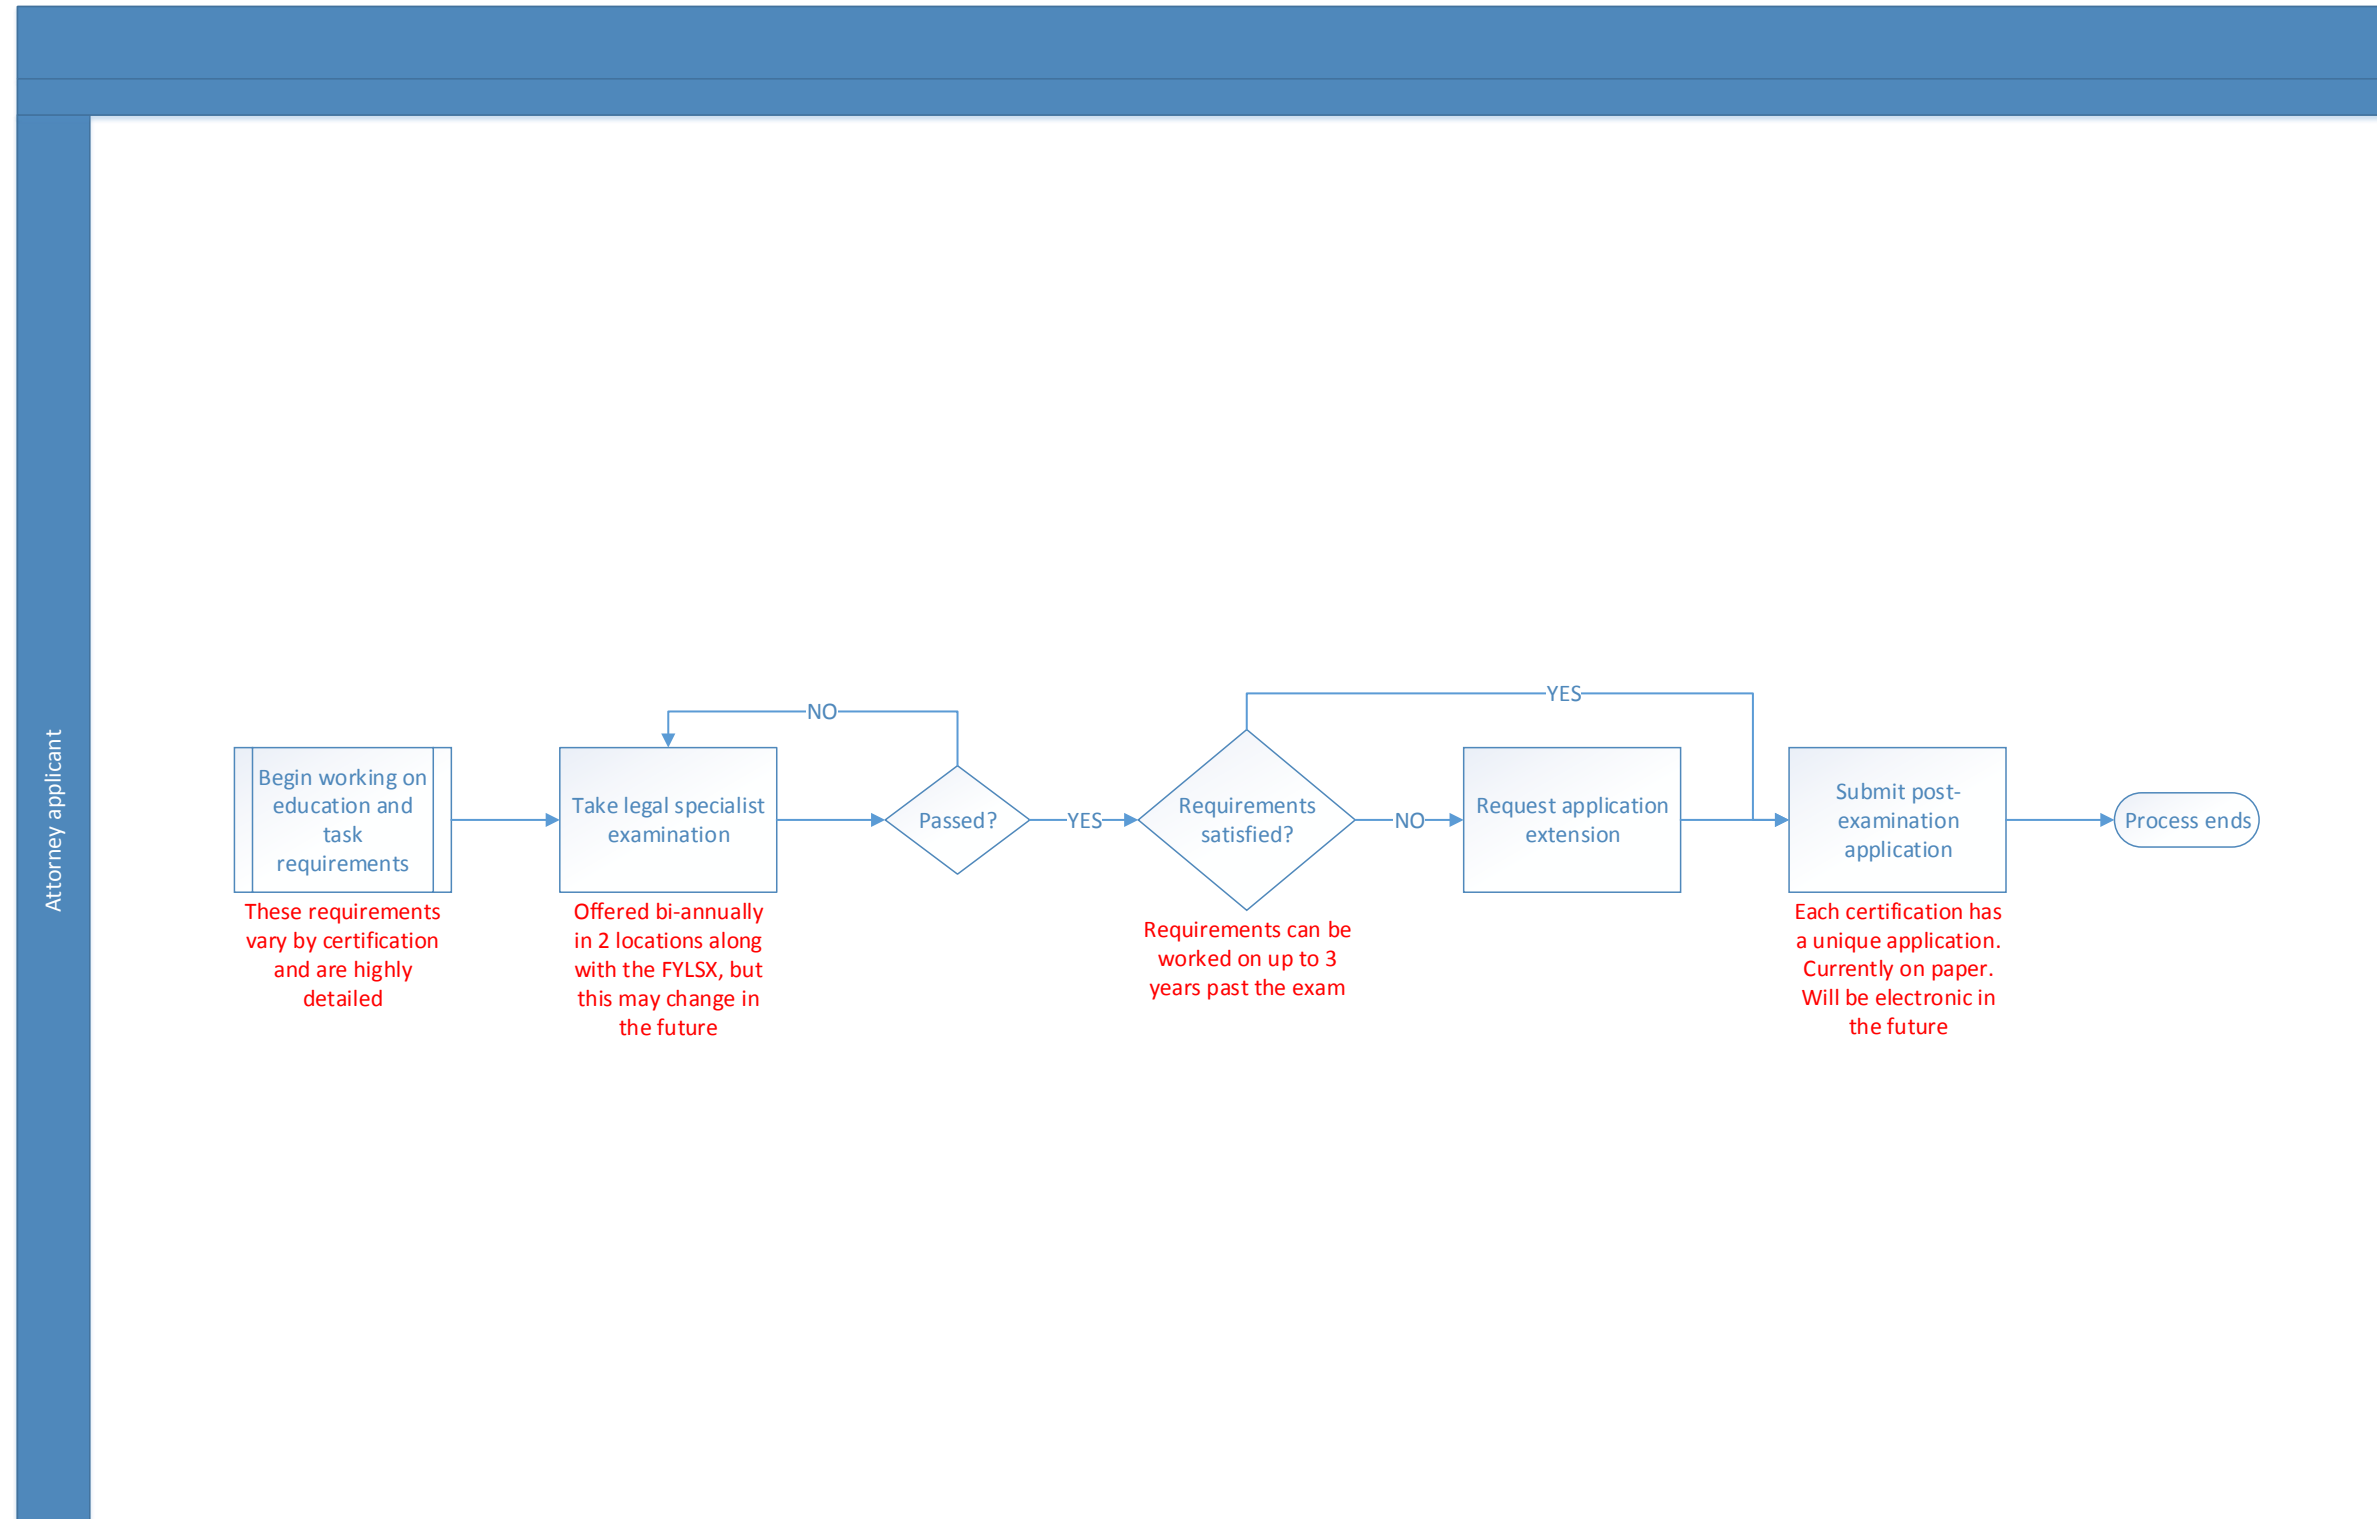 Attorney applicant
Begin working on
education and
task
requirements
These requirements
vary by certification
and are highly
detailed
Take legal specialist
examination
Offered bi-annually
in 2 locations along
with the FYLSX, but
this may change in
the future
NO
Passed?
YES
Requirements
satisfied?
Requirements can be
worked on up to 3
years past the exam
YES
NO
Request application
extension
Submit post-
examination
application
Each certification has
a unique application.
Currently on paper.
Will be electronic in
the future
Process ends